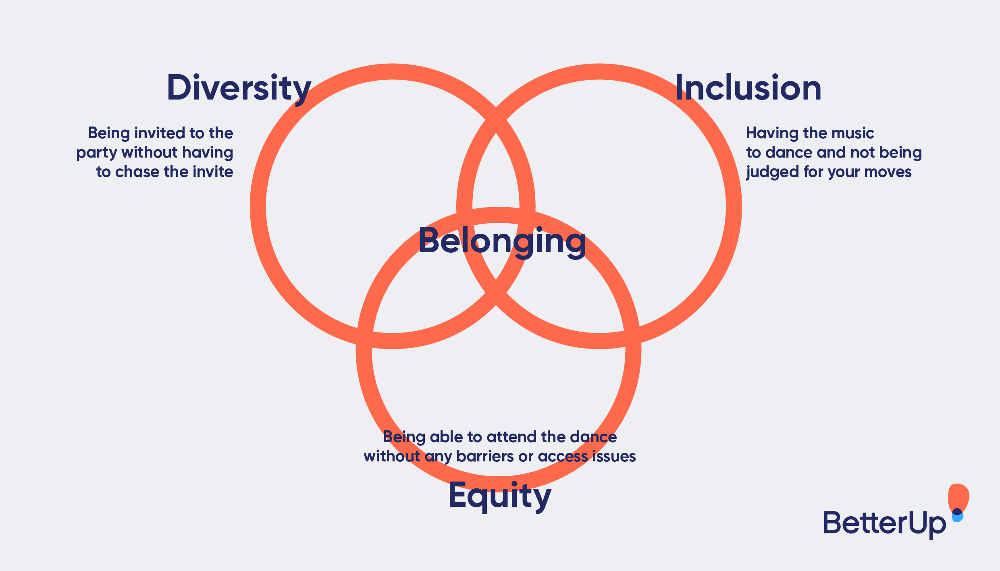 Diversity
Being invited to the
party without having
to chase the invite
Inclusion
Having the music
to dance and not being
judged for your moves
Belonging
Being able to attend the dance
without any barriers or access issues
Equity
BetterUp